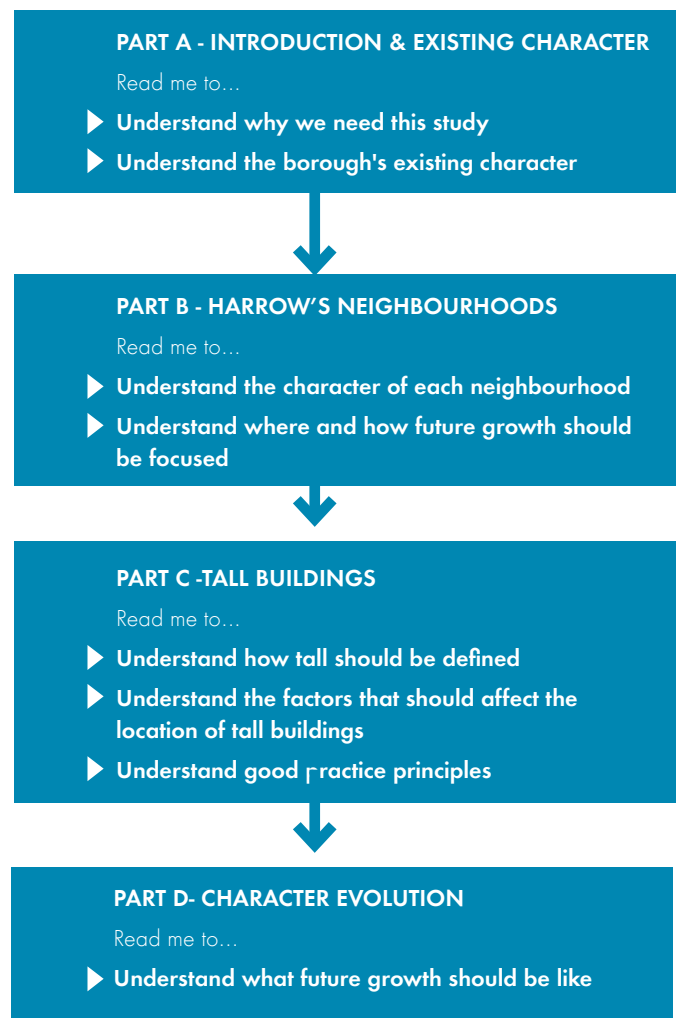 PART A - INTRODUCTION & EXISTING CHARACTER
Read me to...
Understand why we need this study
Understand the borough's existing character
PART B - HARROW’S NEIGHBOURHOODS
Read me to...
Understand the character of each neighbourhood
Understand where and how future growth should
be focused
PART C -TALL BUILDINGS
Read me to...
Understand how tall should be defined
Understand the factors that should affect the
location of tall buildings
Understand good practice principles
PART D- CHARACTER EVOLUTION
Read me to...
Understand what future growth should be like